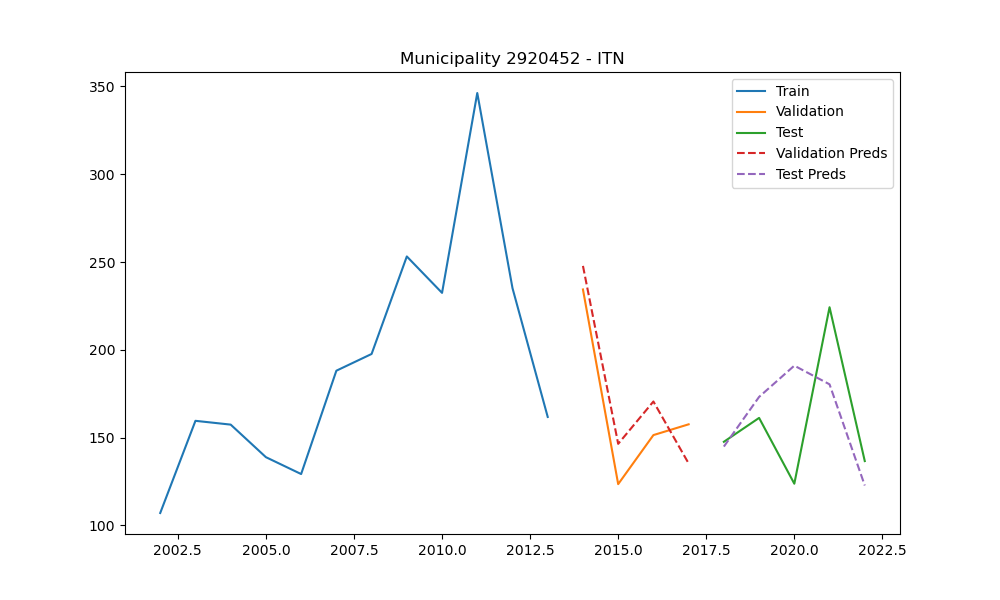 Municipality 2920452 - ITN
350
300
250
200
150
100
2002.5 2005.0 2007.5 2010.0 2012.5 2015.0 2017.5 2020.0 2022.5
Train
Validation
Test
Validation Preds
Test Preds